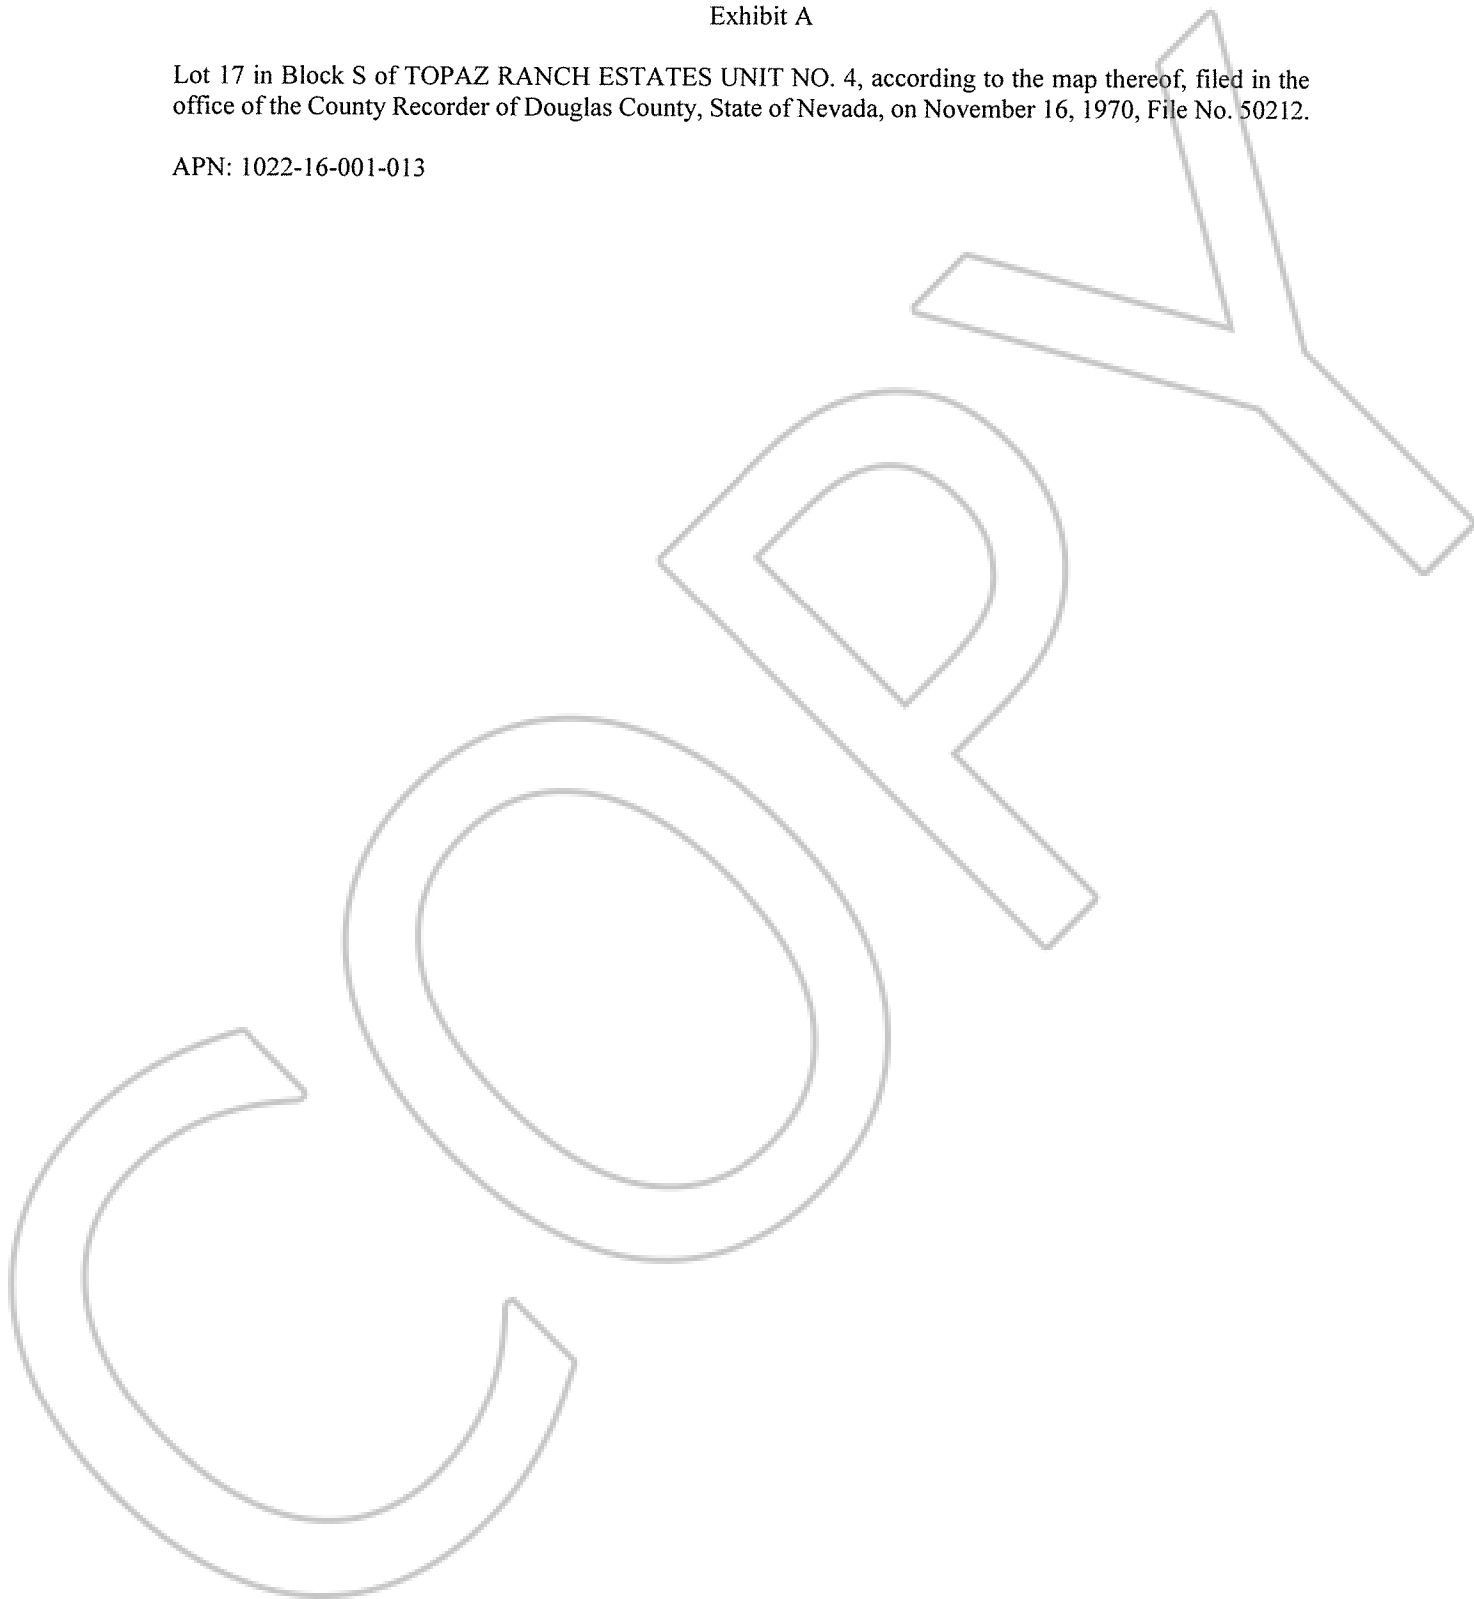 Exhibit A
Lot 17 in Block S of TOPAZ RANCH ESTATES UNIT NO. 4, according to the map thereof, filed in the
office of the County Recorder of Douglas County, State of Nevada, on November 16, 1970, File No. 50212.
APN: 1022-16-001-013
COPY